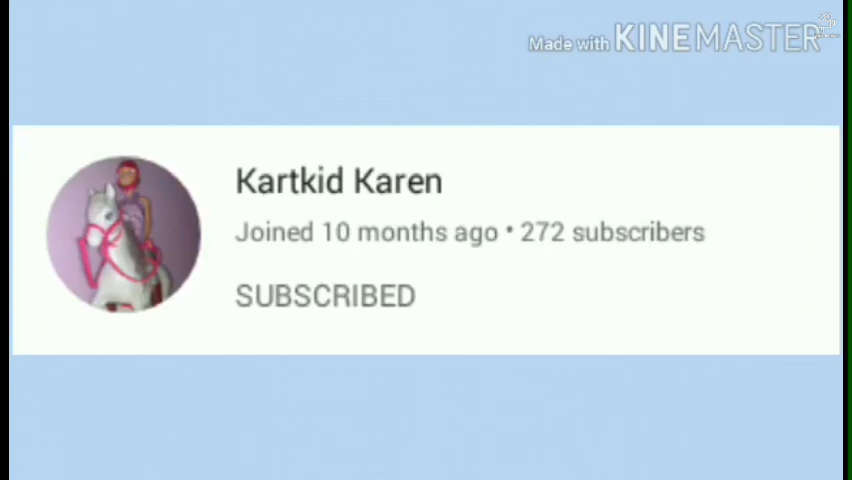 Made with KINEMASTER
Kartkid Karen
Joined 10 months ago • 272 subscribers
SUBSCRIBED